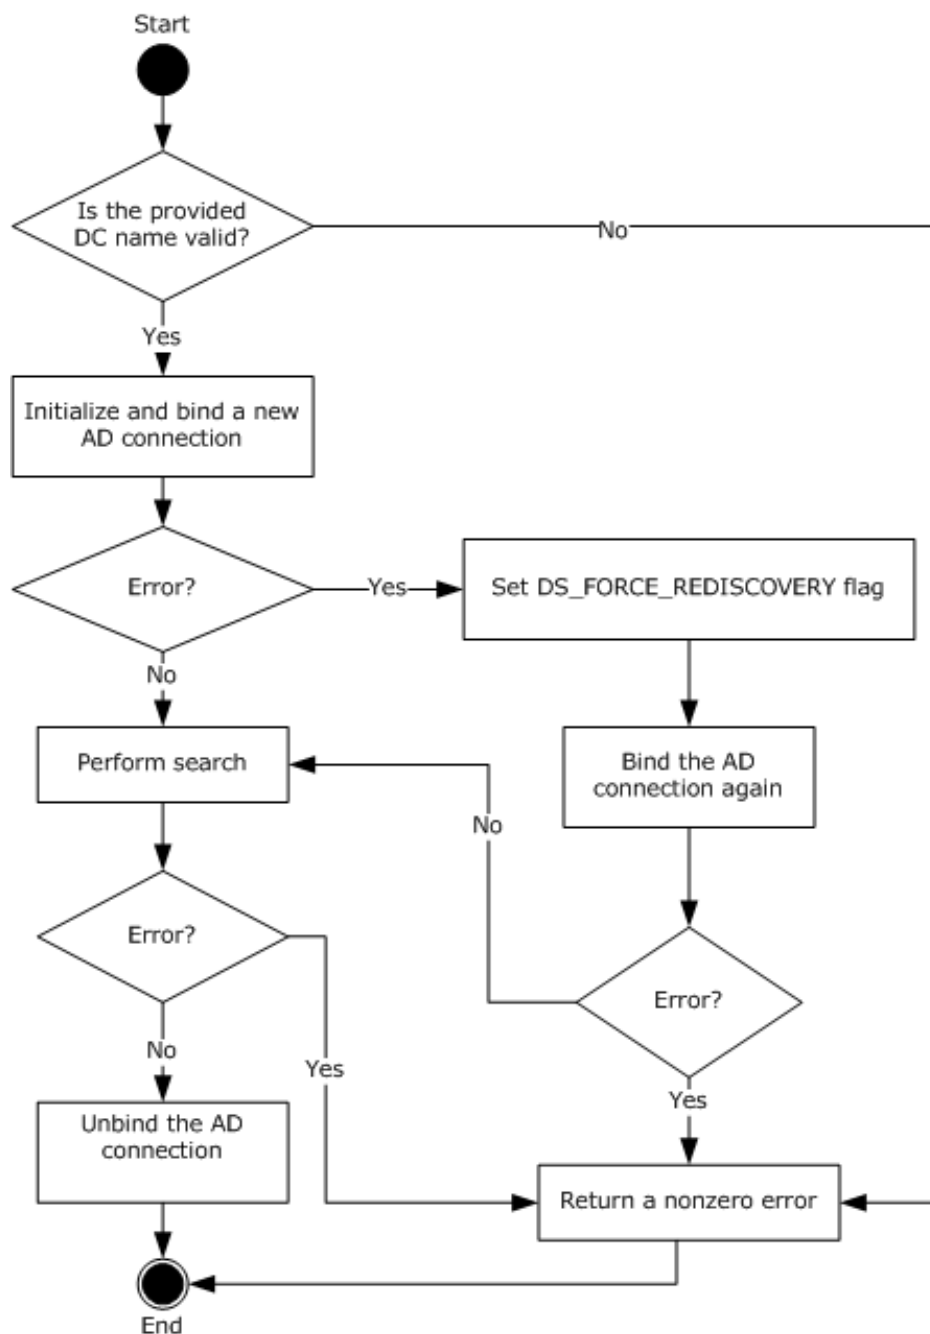 Start
Is the provided
DC name valid?
No
Yes
Initialize and bind a new
AD connection
Error?
Yes
Set DS_FORCE_REDISCOVERY flag
No
Perform search
Bind the AD
connection again
No
Error?
Error?
No
Yes
Yes
Unbind the AD
connection
Return a nonzero error
End